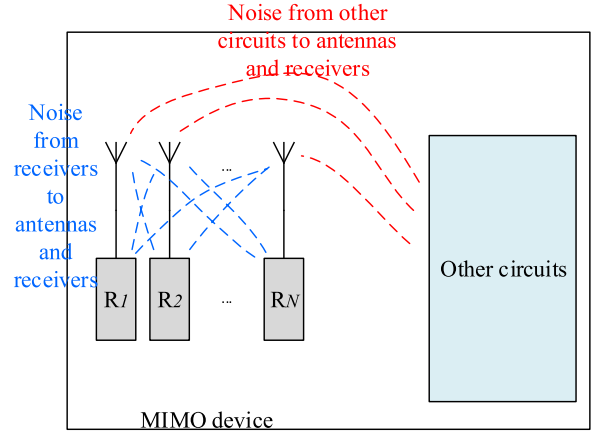 Noise from other
circuits to antennas
and receivers
Noise
from
receivers
to
antennas
and
receivers
...
Other circuits
R1
R2
...
RN
MIMO device